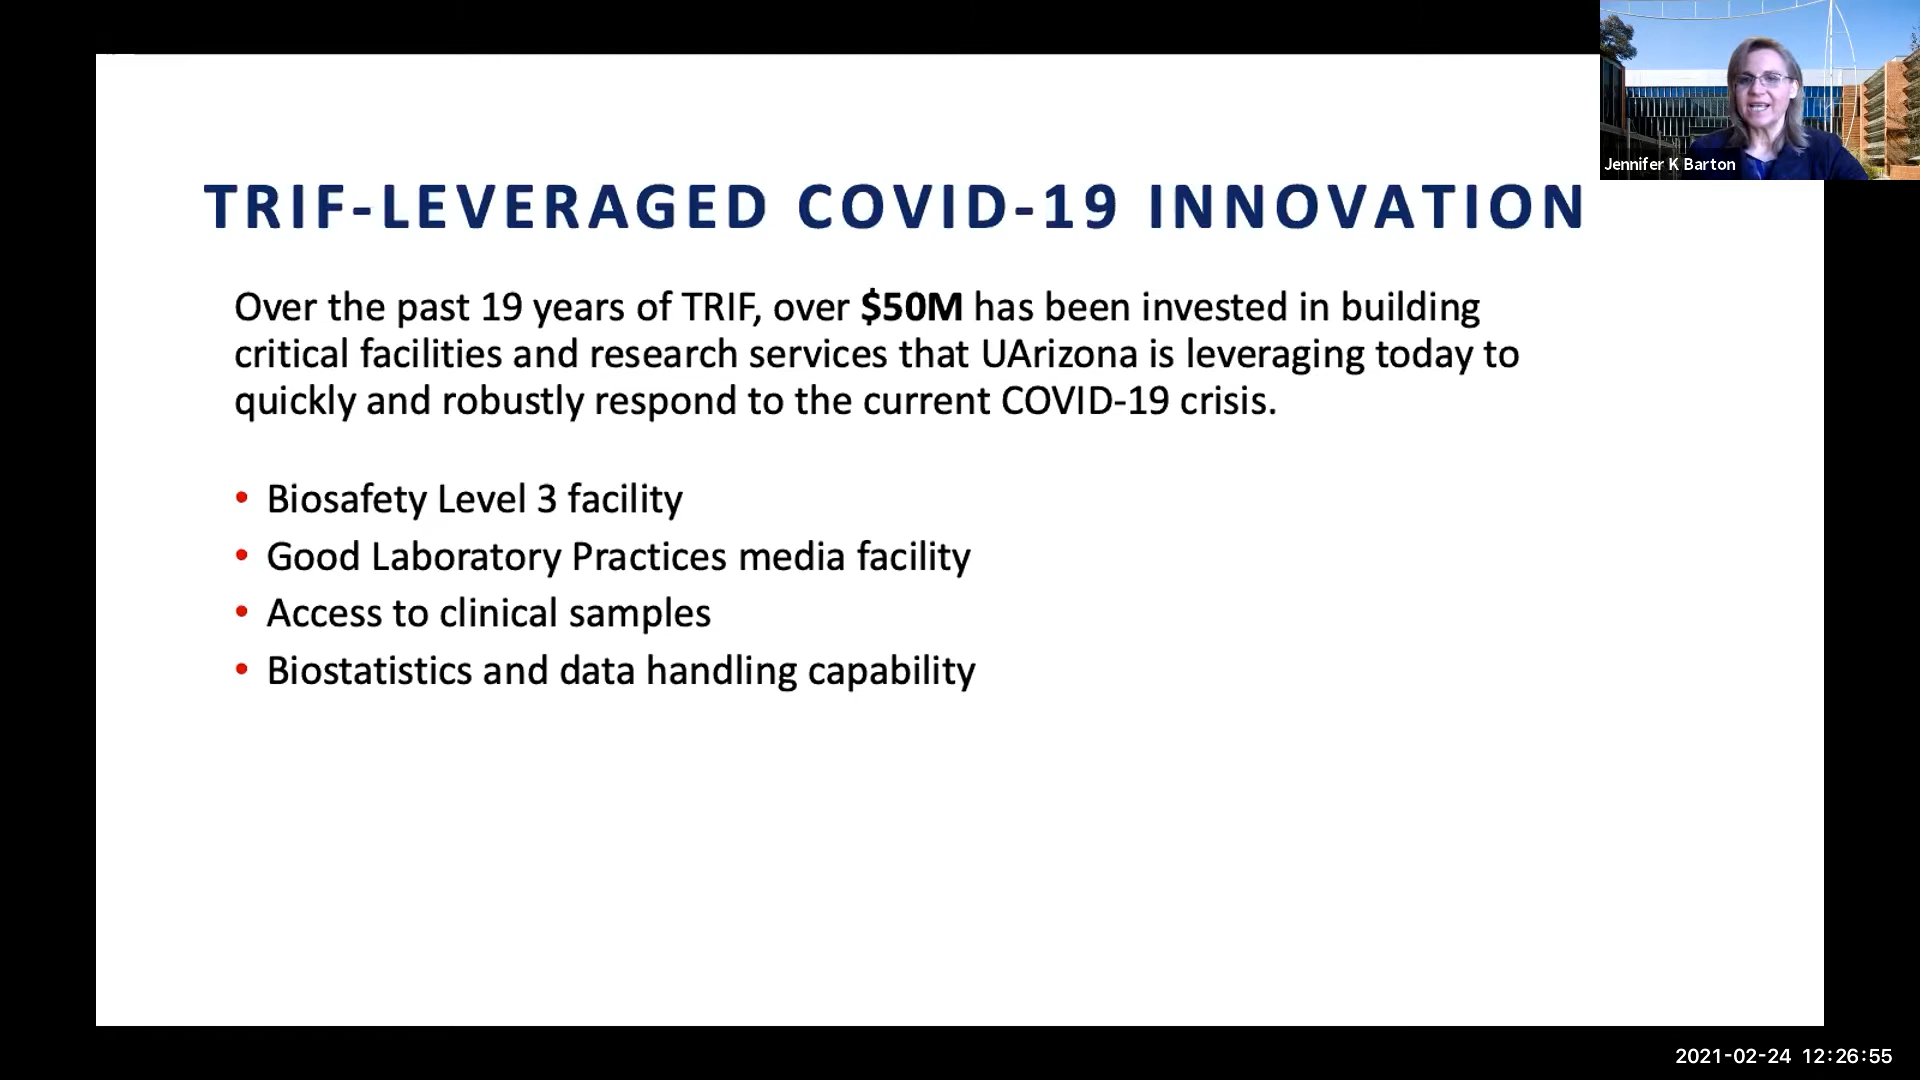 Jennifer K Barton
TRIF-LEVERAGED COVID-19 INNOVATION
Over the past 19 years of TRIF, over $50M has been invested in building
critical facilities and research services that UArizona is leveraging today to
quickly and robustly respond to the current COVID-19 crisis.
• Biosafety Level 3 facility
• Good Laboratory Practices media facility
• Access to clinical samples
• Biostatistics and data handling capability
2021-02-24 12:26:55